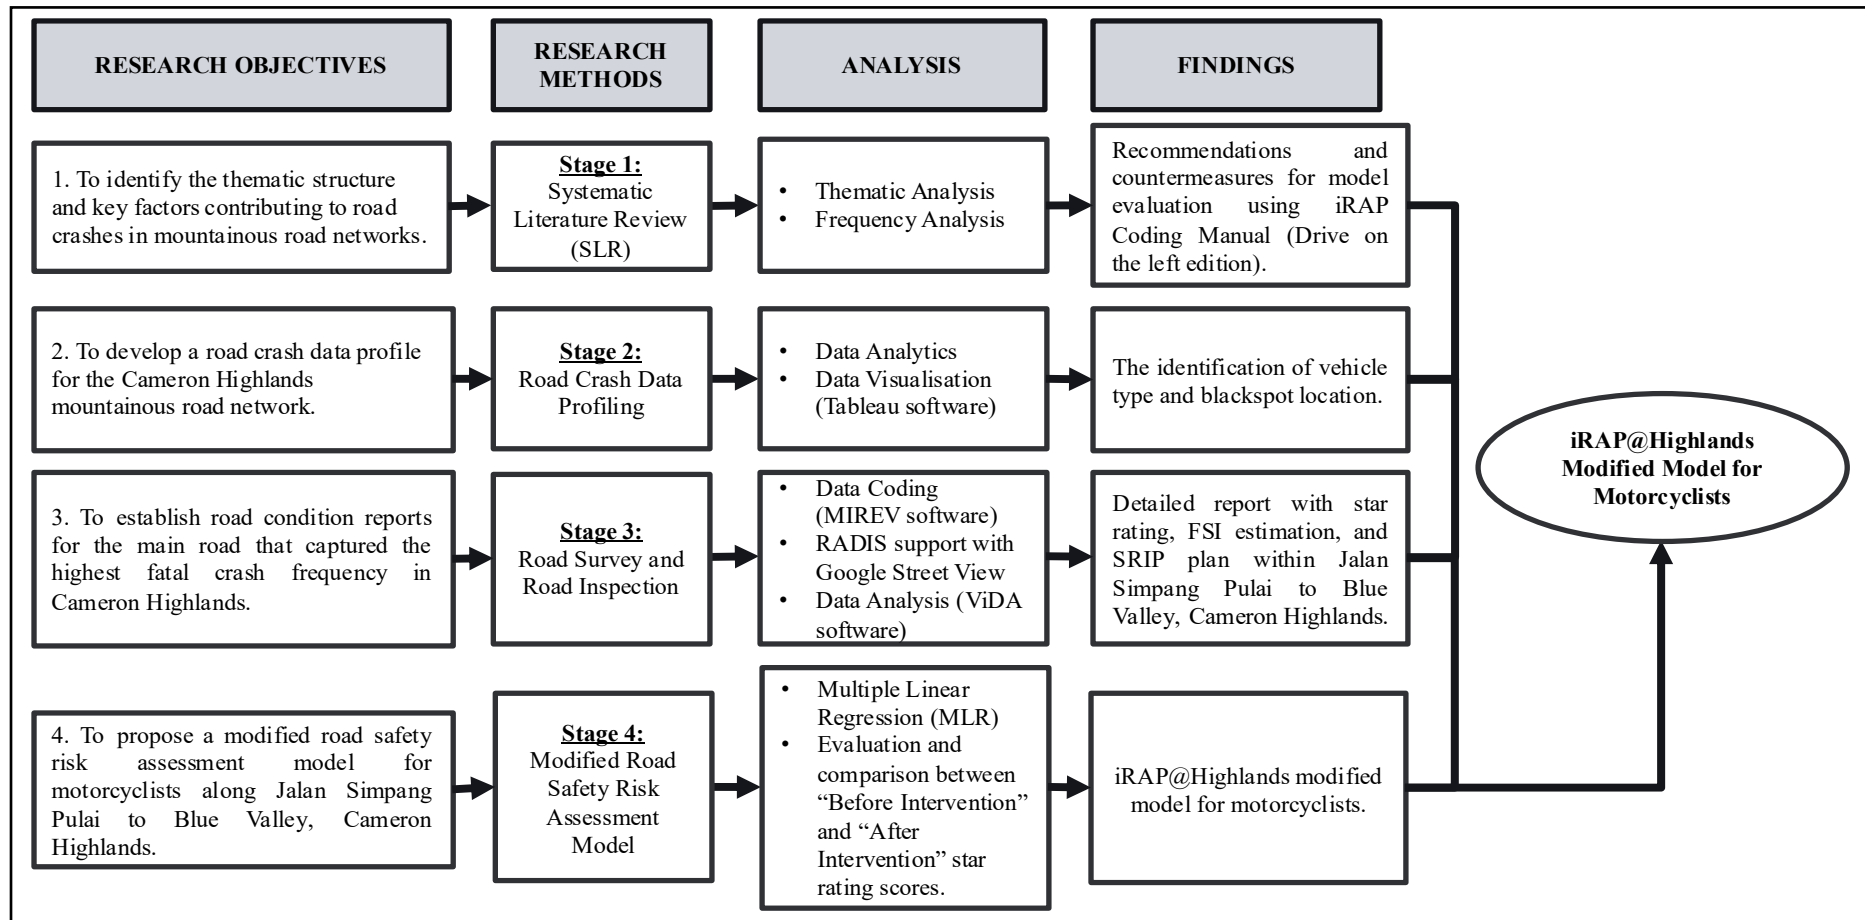 RESEARCH OBJECTIVES
RESEARCH
METHODS
ANALYSIS
FINDINGS
1. To identify the thematic structure
and key factors contributing to road
crashes in mountainous road networks.
Stage 1:
Systematic
Literature Review
(SLR)
• Thematic Analysis
• Frequency Analysis
Recommendations and
countermeasures for model
evaluation using iRAP
Coding Manual (Drive on
the left edition).
2. To develop a road crash data profile
for the Cameron Highlands
mountainous road network.
Stage 2:
Road Crash Data
Profiling
• Data Analytics
• Data Visualisation
(Tableau software)
The identification of vehicle
type and blackspot location.
3. To establish road condition reports
for the main road that captured the
highest fatal crash frequency in
Cameron Highlands.
Stage 3:
Road Survey and
Road Inspection
• Data Coding
(MIREV software)
• RADIS support with
Google Street View
• Data Analysis (ViDA
software)
Detailed report with star
rating, FSI estimation, and
SRIP plan within Jalan
Simpang Pulai to Blue
Valley, Cameron Highlands.
4. To propose a modified road safety
risk assessment model for
motorcyclists along Jalan Simpang
Pulai to Blue Valley, Cameron
Highlands.
Stage 4:
Modified Road
Safety Risk
Assessment
Model
• Multiple Linear
Regression (MLR)
• Evaluation and
comparison between
“Before Intervention”
and “After
Intervention” star
rating scores.
iRAP@Highlands modified
model for motorcyclists.
iRAP@Highlands
Modified Model for
Motorcyclists